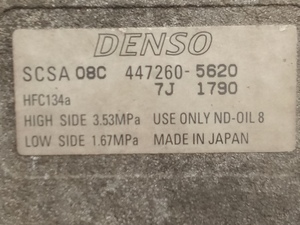 DENSO
SCSA 08C 447260-5620
7J 1790
HFC134a
HIGH SIDE 3.53MPa USE ONLY ND-OIL 8
LOW SIDE 1.67MPa MADE IN JAPAN